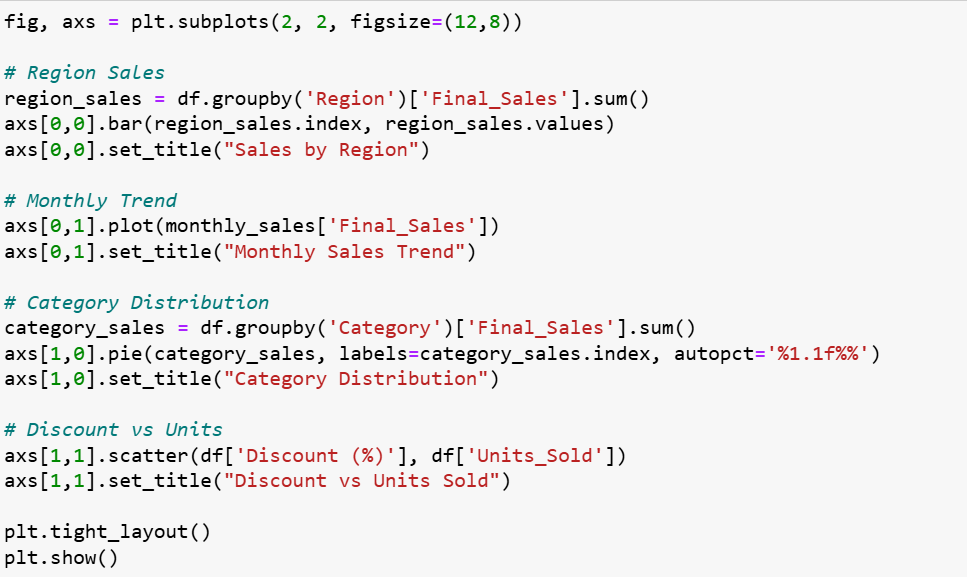 fig, axs = plt.subplots(2, 2, figsize=(12,8))
# Region Sales
region_sales = df.groupby('Region')['Final_Sales'].sum()
axs[0,0].bar(region_sales.index, region_sales.values)
axs[0,0].set_title("Sales by Region")
# Monthly Trend
axs[0,1].plot(monthly_sales['Final_Sales'])
axs[0,1].set_title("Monthly Sales Trend")
# Category Distribution
category_sales = df.groupby('Category')['Final_Sales'].sum()
axs[1,0].pie(category_sales, labels=category_sales.index, autopct='%1.1f%%')
axs[1,0].set_title("Category Distribution")
# Discount vs Units
axs[1,1].scatter(df['Discount (%)'], df['Units_Sold'])
axs[1,1].set_title("Discount vs Units Sold")
plt.tight_layout()
plt.show()